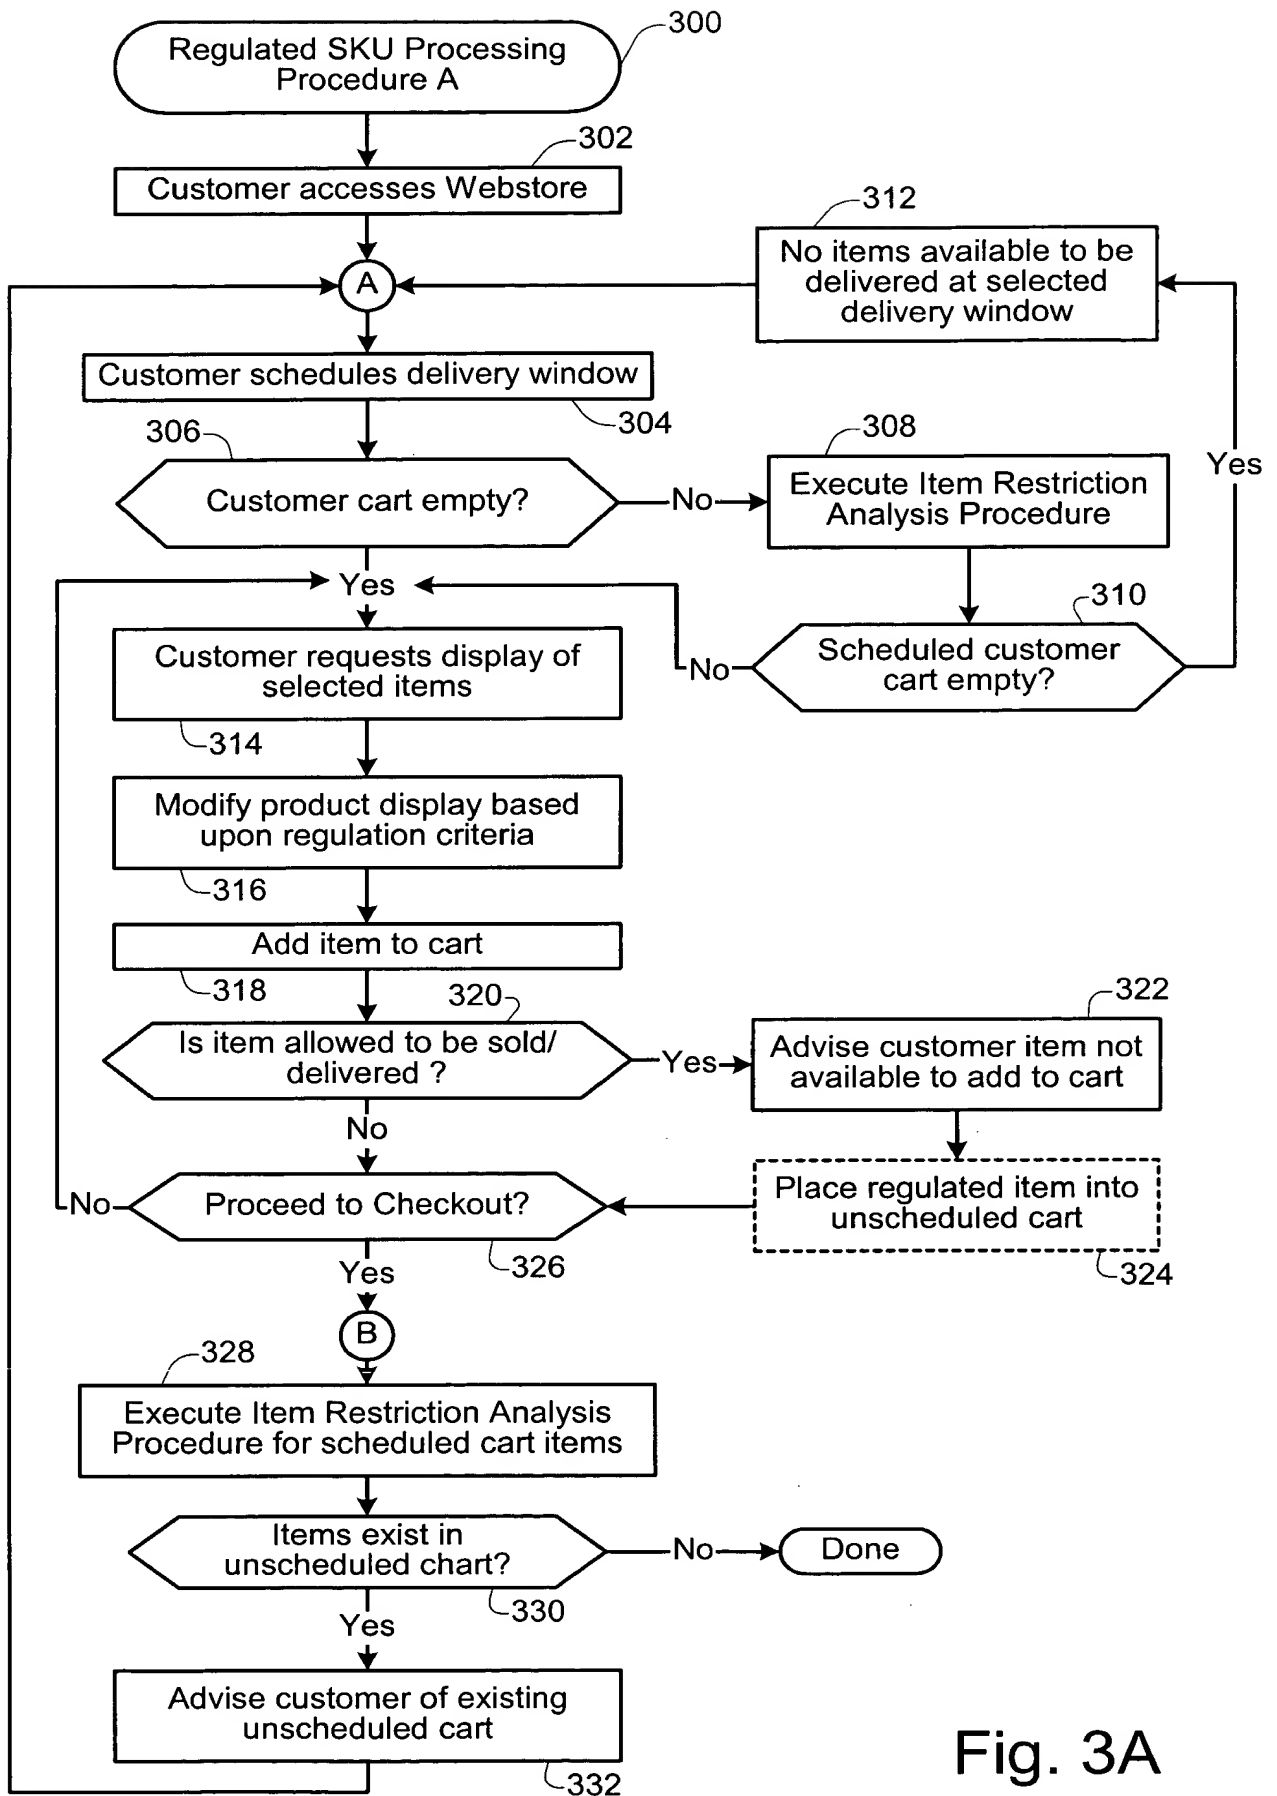 300
Regulated SKU Processing
Procedure A
302
Customer accesses Webstore
312
No items available to be
delivered at selected
delivery window
A
Customer schedules delivery window
304
306
308
Yes
Customer cart empty?
No
Execute Item Restriction
Analysis Procedure
Yes
310
Customer requests display of
selected items
No
Scheduled customer
cart empty?
314
Modify product display based
upon regulation criteria
316
Add item to cart
318
320
322
Is item allowed to be sold/
delivered ?
Yes
Advise customer item not
available to add to cart
No
Place regulated item into
unscheduled cart
No
Proceed to Checkout?
326
324
Yes
B
328
Execute Item Restriction Analysis
Procedure for scheduled cart items
Items exist in
unscheduled chart?
No
Done
330
Yes
Advise customer of existing
unscheduled cart
332
Fig. 3A